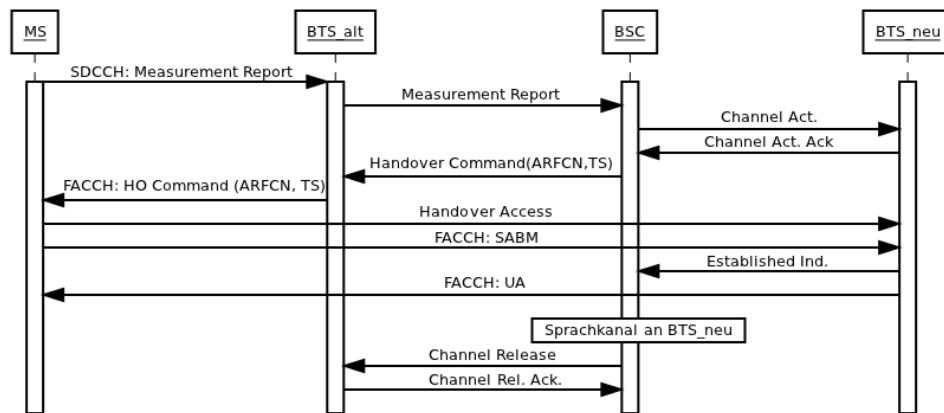 MS
BTS_alt
BSC
BTS_neu
SDCCH: Measurement Report
Measurement Report
Channel Act.
Channel Act. Ack
Handover Command(ARFCN,TS)
FACCH: HO Command (ARFCN, TS)
Handover Access
FACCH: SABM
Established Ind.
FACCH: UA
Sprachkanal an BTS_neu
Channel Release
Channel Rel. Ack.